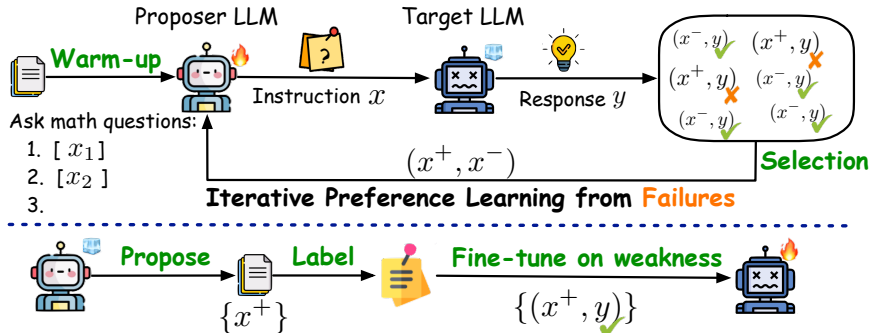 Proposer LLM
Target LLM
Warm-up
?
Instruction x
Response y
(x⁻, y) (x⁺, y)
(x⁺, y) (x⁻, y)
(x⁻, y) (x⁻, y)
Ask math questions:
1. [ x₁]
2. [x₂ ]
3.
(x⁺, x⁻)
Selection
Iterative Preference Learning from Failures
Propose
Label
Fine-tune on weakness
{x⁺}
{(x⁺, y)}